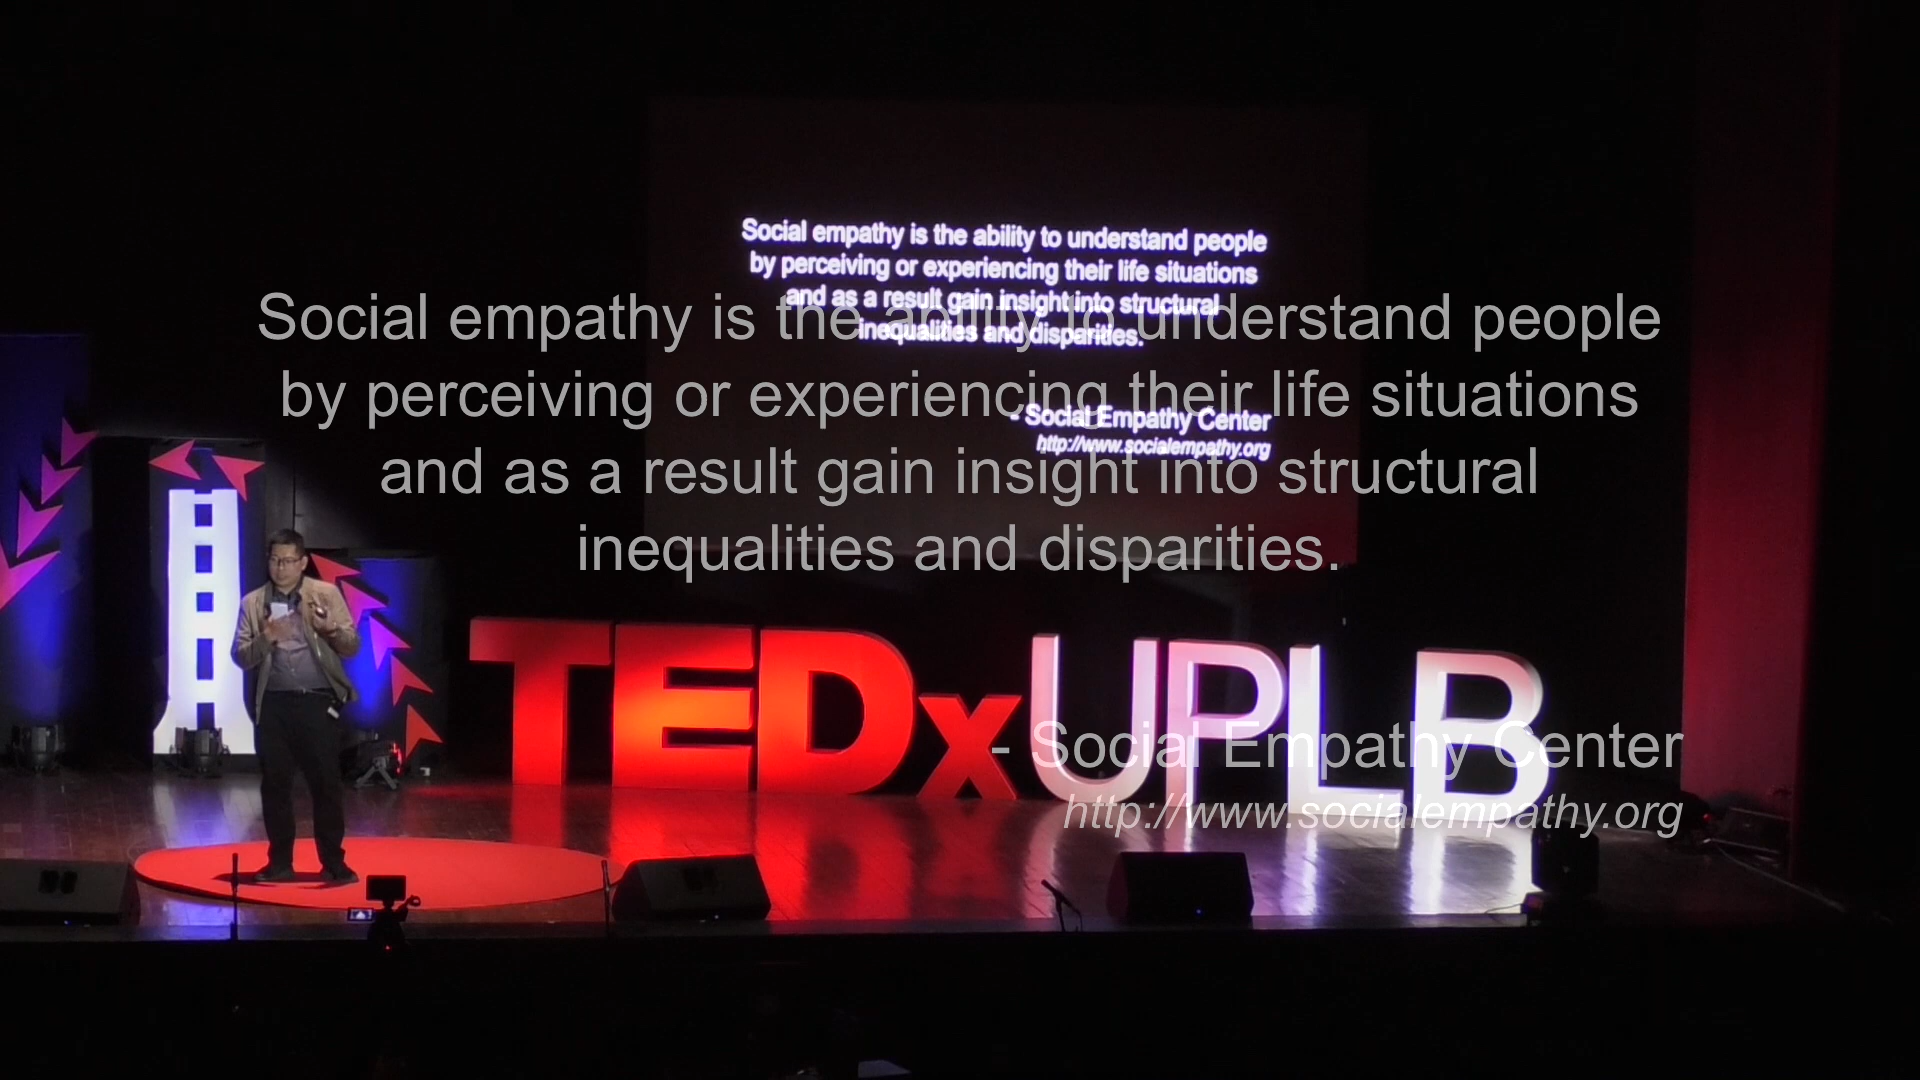 Social empathy is the ability to understand people
by perceiving or experiencing their life situations
and as a result gain insight into structural
inequalities and disparities.
- Social Empathy Center
http://www.socialempathy.org
Social empathy is the ability to understand people
by perceiving or experiencing their life situations
and as a result gain insight into structural
inequalities and disparities.
- Social Empathy Center
http://www.socialempathy.org
TEDxUPLB